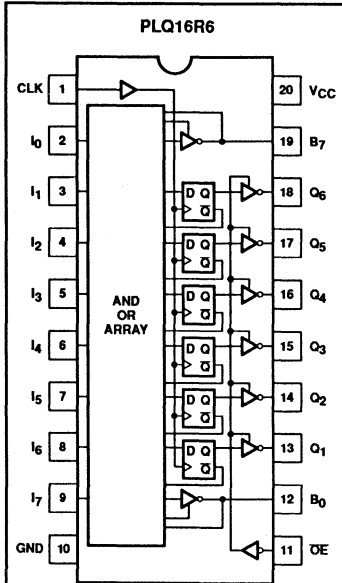 PLQ16R6
CLK 1 20 VCC
I0 2 19 B7
I1 3 D Q Q̅ 18 Q6
I2 4 D Q Q̅ 17 Q5
I3 5 D Q Q̅ 16 Q4
AND
OR
ARRAY
I4 6 D Q Q̅ 15 Q3
I5 7 D Q Q̅ 14 Q2
I6 8 D Q Q̅ 13 Q1
I7 9 12 B0
GND 10 11 O̅E̅